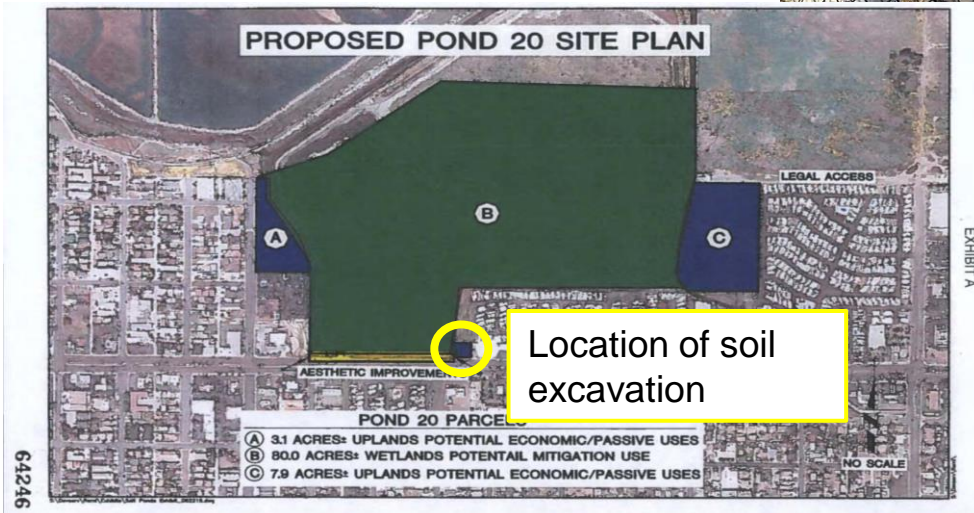 PROPOSED POND 20 SITE PLAN
LEGAL ACCESS
A
B
C
EXHIBIT A
Location of soil
excavation
AESTHETIC IMPROVEMENT
POND 20 PARCELS
A 3.1 ACRES± UPLANDS POTENTIAL ECONOMIC/PASSIVE USES
B 80.0 ACRES± WETLANDS POTENTAIL MITIGATION USE
C 7.9 ACRES± UPLANDS POTENTIAL ECONOMIC/PASSIVE USES
NO SCALE
64246